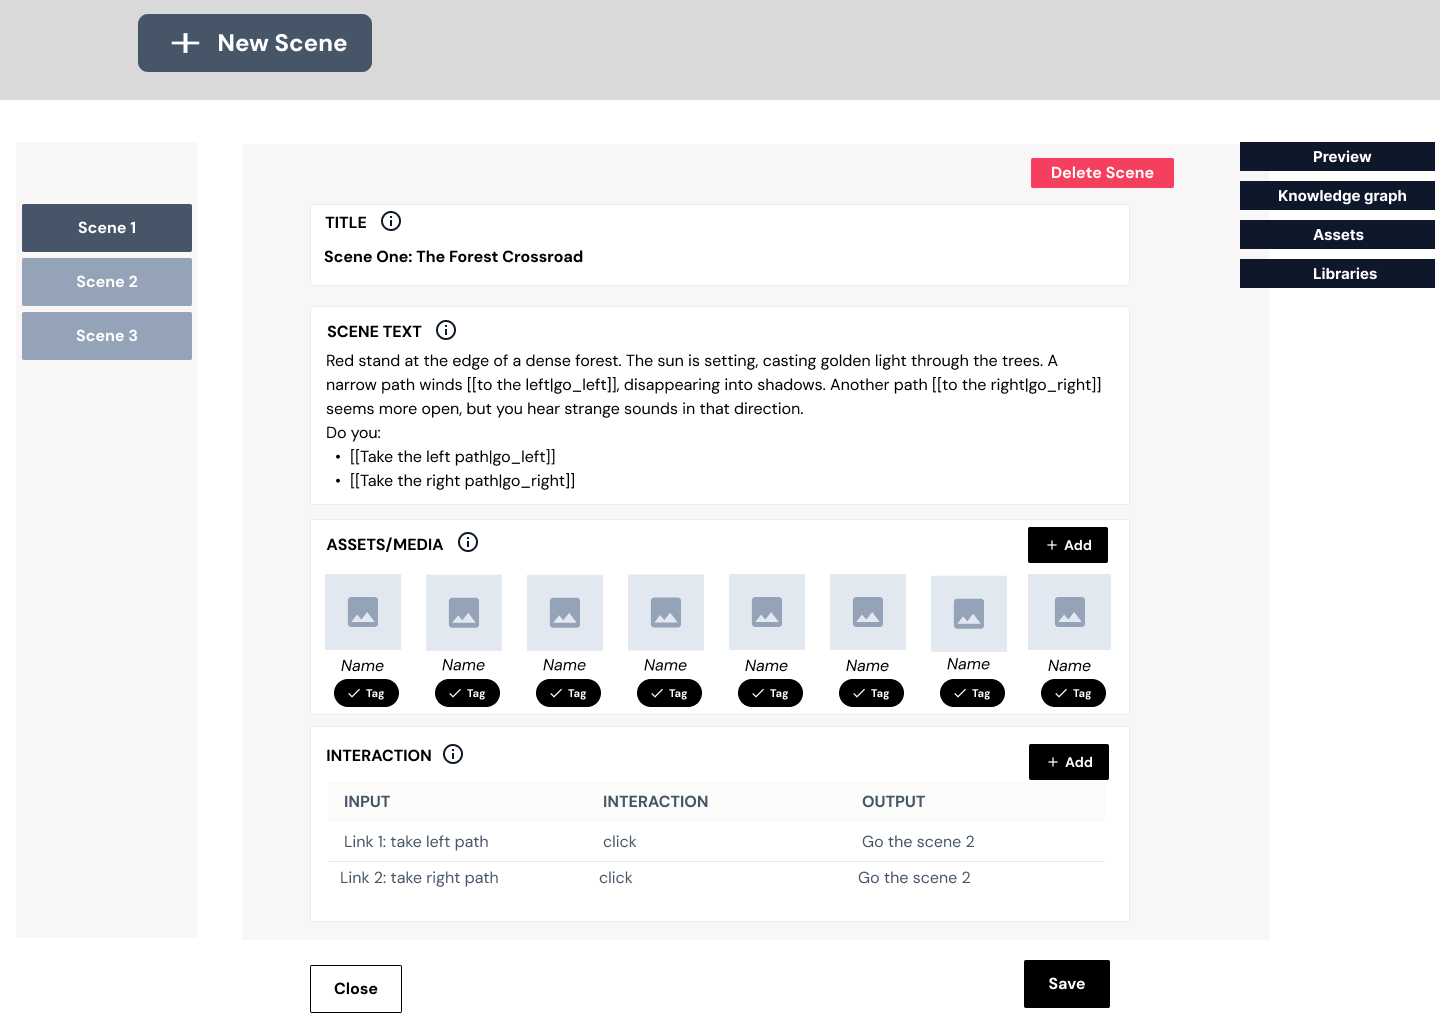 New Scene
Scene 1
Scene 2
Scene 3
Delete Scene
TITLE
Scene One: The Forest Crossroad
SCENE TEXT
Red stand at the edge of a dense forest. The sun is setting, casting golden light through the trees. A
narrow path winds [[to the left|go_left]], disappearing into shadows. Another path [[to the right|go_right]]
seems more open, but you hear strange sounds in that direction.
Do you:
• [[Take the left path|go_left]]
• [[Take the right path|go_right]]
ASSETS/MEDIA
+ Add
Name Name Name Name Name Name Name Name
Tag Tag Tag Tag Tag Tag Tag Tag
INTERACTION
+ Add
INPUT INTERACTION OUTPUT
Link 1: take left path click Go the scene 2
Link 2: take right path click Go the scene 2
Close
Save
Preview
Knowledge graph
Assets
Libraries